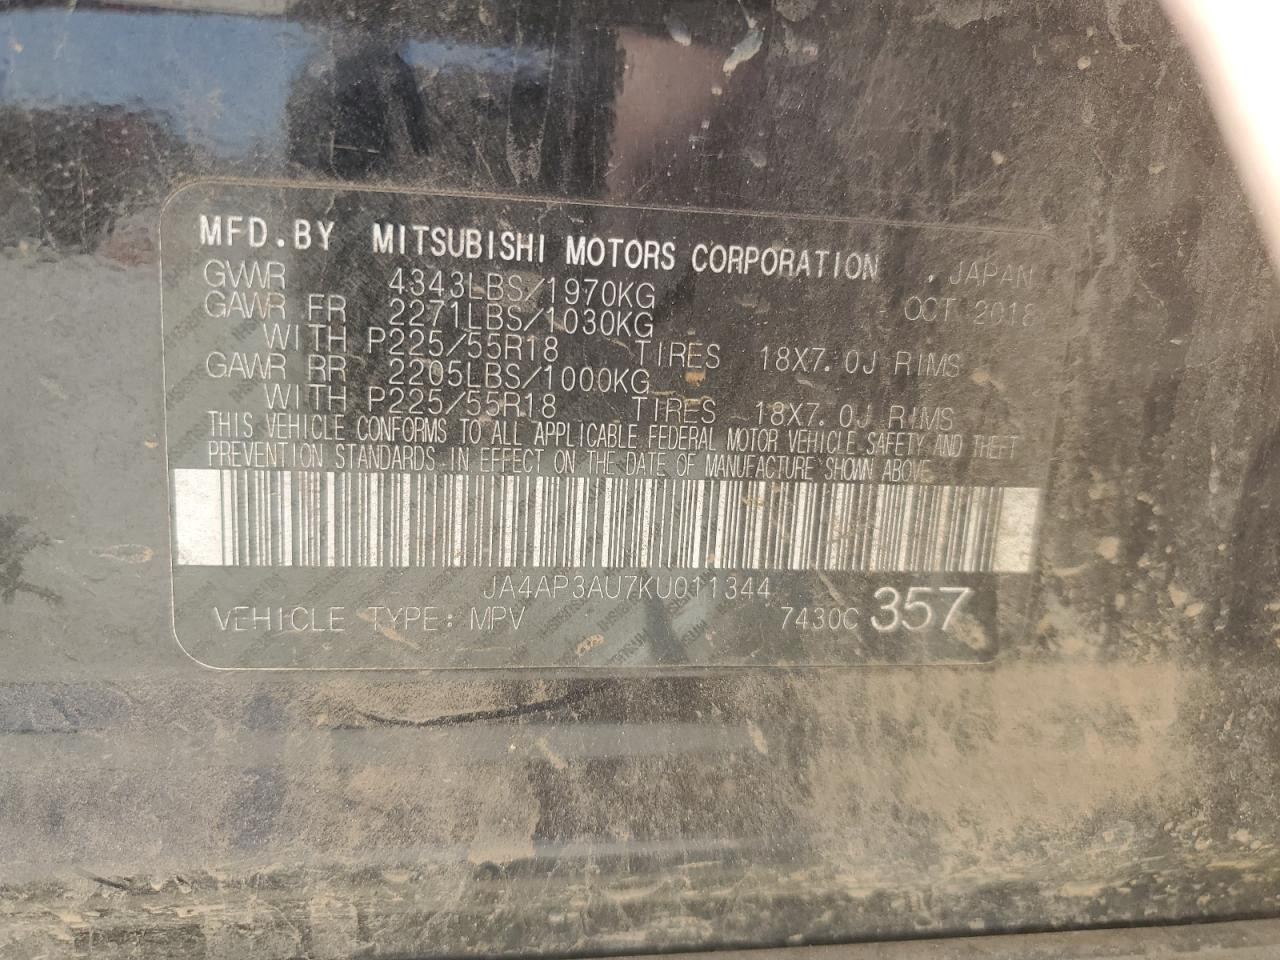 MFD.BY MITSUBISHI MOTORS CORPORATION , JAPAN
GVWR 4343LBS/1970KG OCT 2018
GAWR FR 2271LBS/1030KG
WITH P225/55R18 TIRES 18X7.0J RIMS
GAWR RR 2205LBS/1000KG
WITH P225/55R18 TIRES 18X7.0J RIMS
THIS VEHICLE CONFORMS TO ALL APPLICABLE FEDERAL MOTOR VEHICLE SAFETY AND THEFT
PREVENTION STANDARDS IN EFFECT ON THE DATE OF MANUFACTURE SHOWN ABOVE.
JA4AP3AU7KU011344
VEHICLE TYPE: MPV 7430C 357